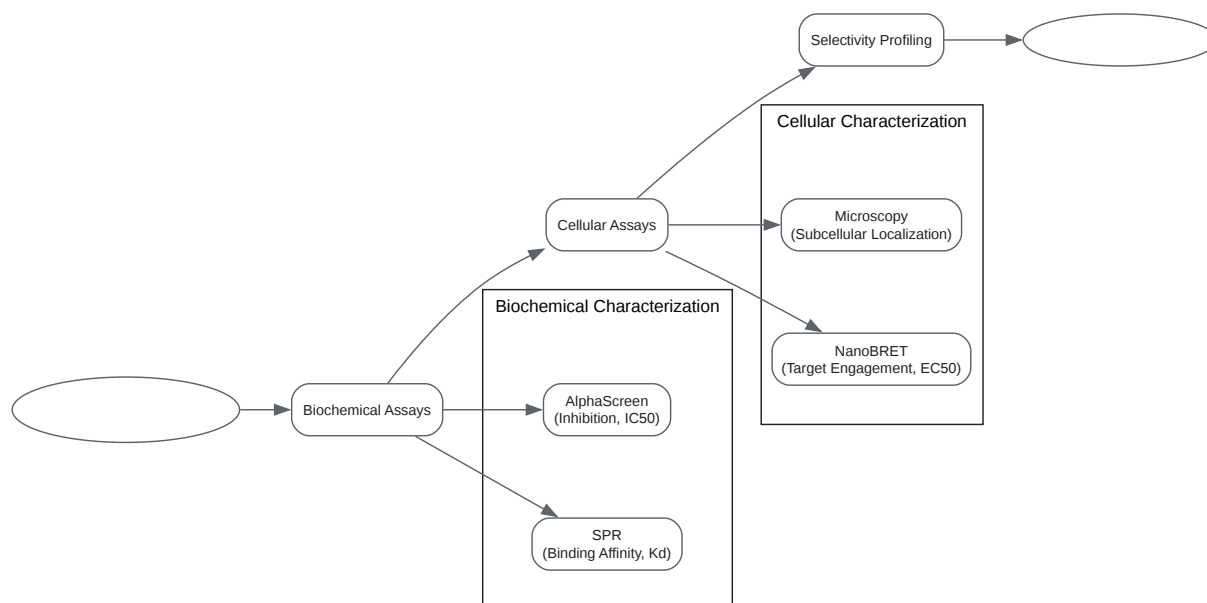 Selectivity Profiling
Cellular Characterization
Cellular Assays
Microscopy
(Subcellular Localization)
Biochemical Characterization
NanoBRET
(Target Engagement, EC50)
Biochemical Assays
AlphaScreen
(Inhibition, IC50)
SPR
(Binding Affinity, Kd)